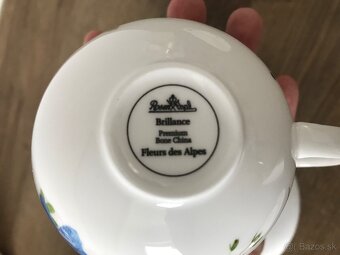 Rosenthal
Brillance
Premium
Bone China
Fleurs des Alpes
Bazos.sk